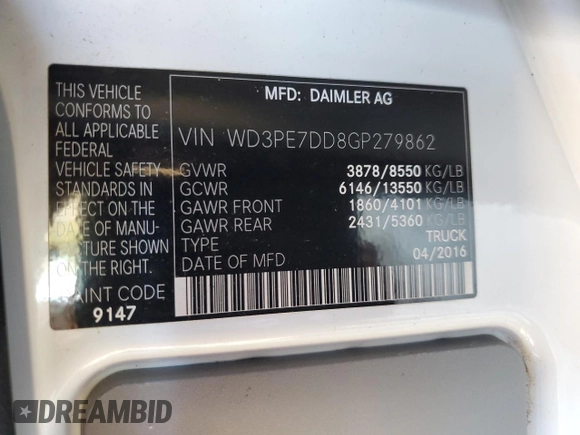 MFD: DAIMLER AG
THIS VEHICLE
CONFORMS TO
ALL APPLICABLE
FEDERAL
VEHICLE SAFETY
STANDARDS IN
EFFECT ON THE
DATE OF MANU-
FACTURE SHOWN
ON THE RIGHT.
PAINT CODE
9147
VIN WD3PE7DD8GP279862
GVWR 3878/8550 KG/LB
GCWR 6146/13550 KG/LB
GAWR FRONT 1860/4101 KG/LB
GAWR REAR 2431/5360 KG/LB
TYPE TRUCK
DATE OF MFD 04/2016
DREAMBID